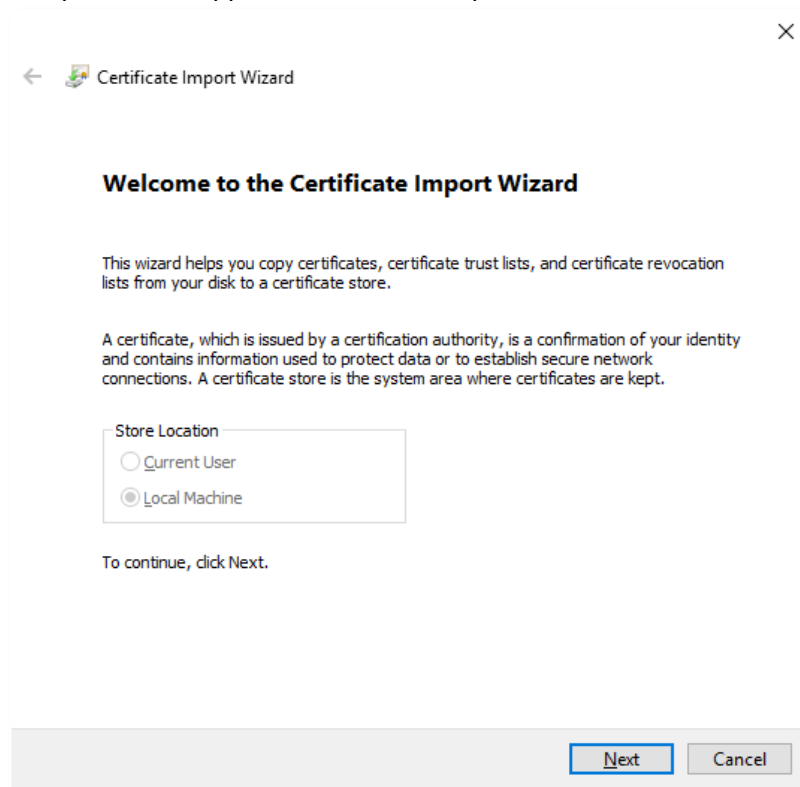 Certificate Import Wizard
Welcome to the Certificate Import Wizard
This wizard helps you copy certificates, certificate trust lists, and certificate revocation
lists from your disk to a certificate store.
A certificate, which is issued by a certification authority, is a confirmation of your identity
and contains information used to protect data or to establish secure network
connections. A certificate store is the system area where certificates are kept.
Store Location
Current User
Local Machine
To continue, click Next.
Next Cancel